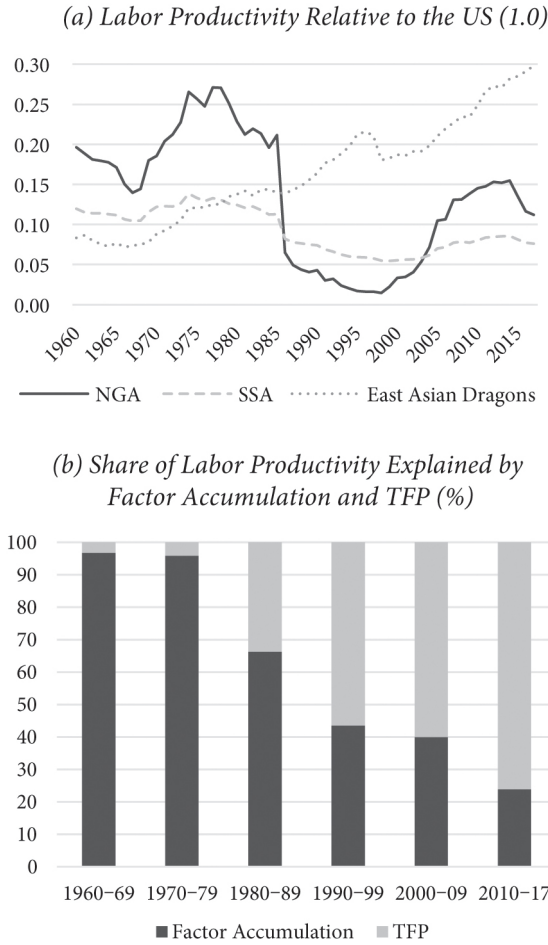 (a) Labor Productivity Relative to the US (1.0)
0.30
0.25
0.20
0.15
0.10
0.05
0.00
1960 1965 1970 1975 1980 1985 1990 1995 2000 2005 2010 2015
NGA SSA East Asian Dragons
(b) Share of Labor Productivity Explained by
Factor Accumulation and TFP (%)
100
90
80
70
60
50
40
30
20
10
0
1960–69 1970–79 1980–89 1990–99 2000–09 2010–17
Factor Accumulation TFP